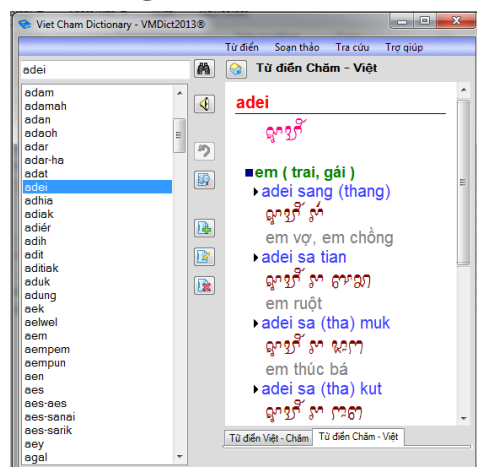 Viet Cham Dictionary - VMDict2013®
Từ điển Soạn thảo Tra cứu Trợ giúp
adei
Từ điển Chăm - Việt
adam
adamah
adan
adaoh
adar
adar-ha
adat
adei
adhia
adiak
adiér
adih
adit
aditiak
aduk
adung
aek
aelwel
aem
aempem
aempun
aen
aes
aes-aes
aes-sanai
aes-sarik
aey
agal
adei
em ( trai, gái )
adei sang (thang)
em vợ, em chồng
adei sa tian
em ruột
adei sa (tha) muk
em thúc bá
adei sa (tha) kut
Từ điển Việt - Chăm Từ điển Chăm - Việt